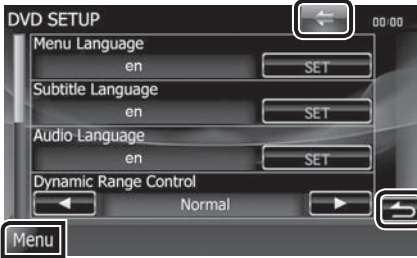 DVD SETUP 00:00
Menu Language
en SET
Subtitle Language
en SET
Audio Language
en SET
Dynamic Range Control
Normal
Menu